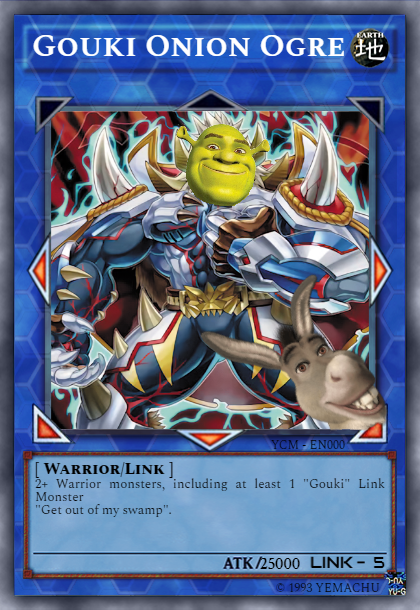 GOUKI ONION OGRE
EARTH
地
YCM - EN000
[ WARRIOR/LINK ]
2+ Warrior monsters, including at least 1 "Gouki" Link
Monster
"Get out of my swamp".
ATK/25000 LINK - 5
© 1993 YEMACHU